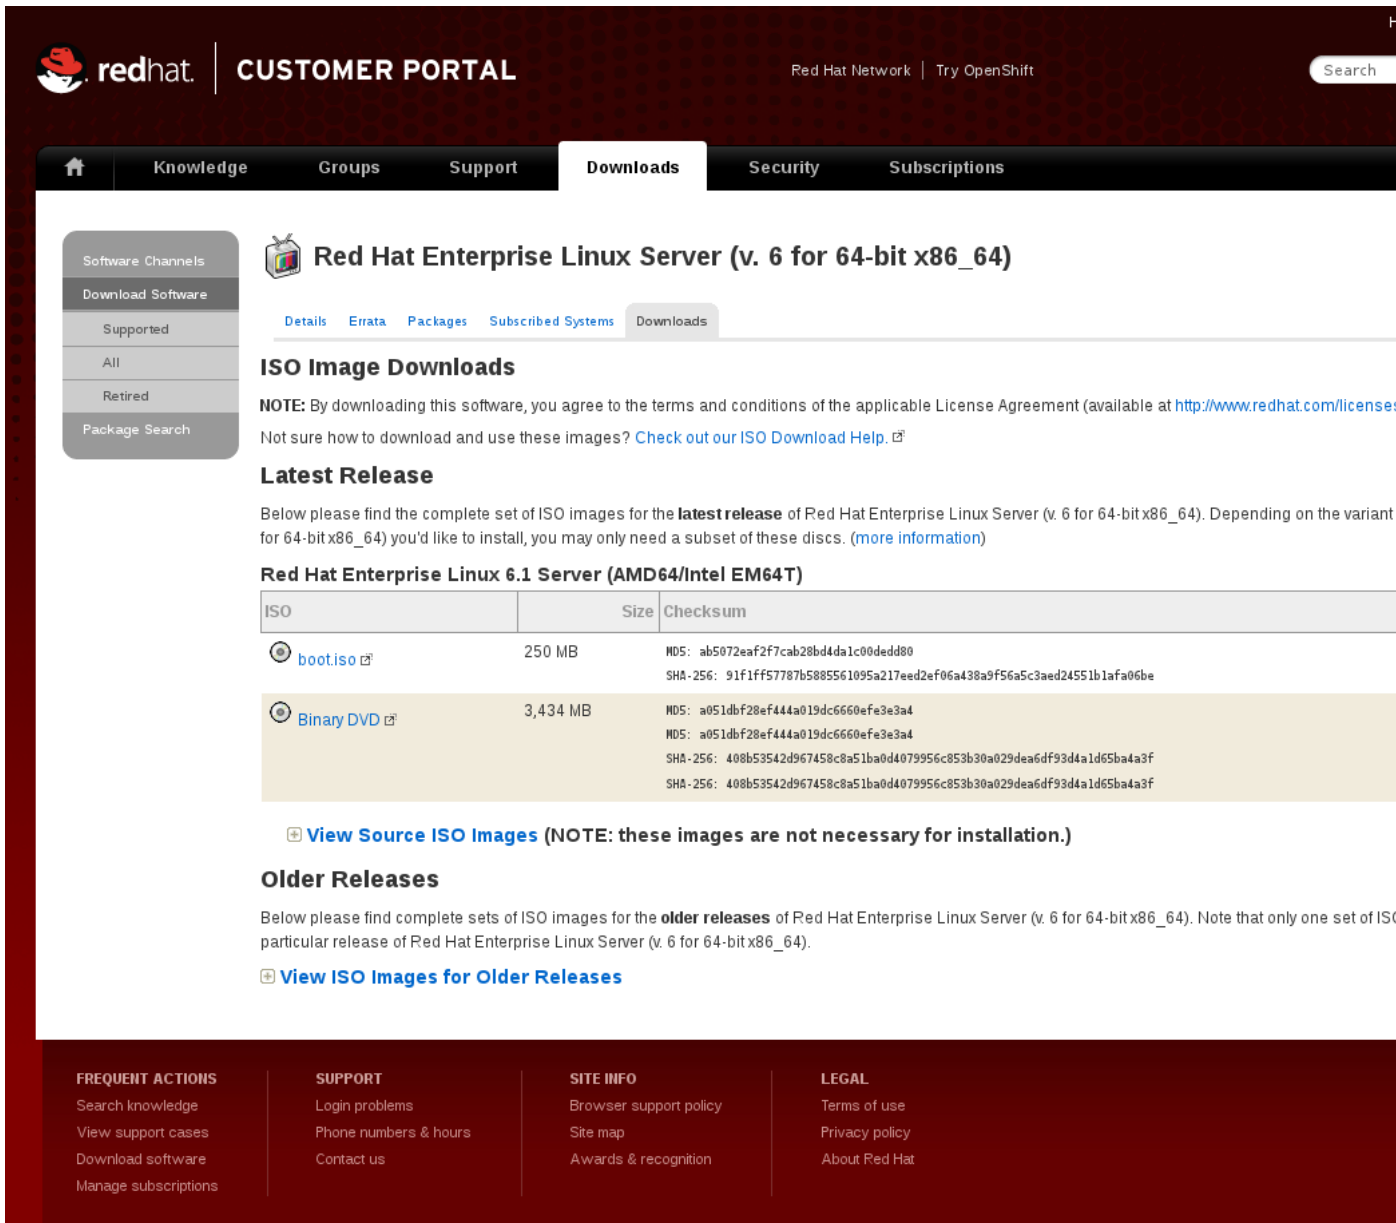 H
redhat. CUSTOMER PORTAL
Red Hat Network | Try OpenShift
Search
Knowledge Groups Support Downloads Security Subscriptions
Software Channels
Download Software
Supported
All
Retired
Package Search
Red Hat Enterprise Linux Server (v. 6 for 64-bit x86_64)
Details Errata Packages Subscribed Systems Downloads
ISO Image Downloads
NOTE: By downloading this software, you agree to the terms and conditions of the applicable License Agreement (available at http://www.redhat.com/licenses
Not sure how to download and use these images? Check out our ISO Download Help.
Latest Release
Below please find the complete set of ISO images for the latest release of Red Hat Enterprise Linux Server (v. 6 for 64-bit x86_64). Depending on the variant
for 64-bit x86_64) you'd like to install, you may only need a subset of these discs. (more information)
Red Hat Enterprise Linux 6.1 Server (AMD64/Intel EM64T)
ISO Size Checksum
boot.iso 250 MB MD5: ab5072eaf2f7cab28bd4da1c00dedd80
SHA-256: 91f1ff57787b5885561095a217eed2ef06a438a9f56a5c3aed24551b1afa06be
Binary DVD 3,434 MB MD5: a051dbf28ef444a019dc6660efe3e3a4
MD5: a051dbf28ef444a019dc6660efe3e3a4
SHA-256: 408b53542d967458c8a51ba0d4079956c853b30a029dea6df93d4a1d65ba4a3f
SHA-256: 408b53542d967458c8a51ba0d4079956c853b30a029dea6df93d4a1d65ba4a3f
View Source ISO Images (NOTE: these images are not necessary for installation.)
Older Releases
Below please find complete sets of ISO images for the older releases of Red Hat Enterprise Linux Server (v. 6 for 64-bit x86_64). Note that only one set of ISO
particular release of Red Hat Enterprise Linux Server (v. 6 for 64-bit x86_64).
View ISO Images for Older Releases
FREQUENT ACTIONS
Search knowledge
View support cases
Download software
Manage subscriptions
SUPPORT
Login problems
Phone numbers & hours
Contact us
SITE INFO
Browser support policy
Site map
Awards & recognition
LEGAL
Terms of use
Privacy policy
About Red Hat